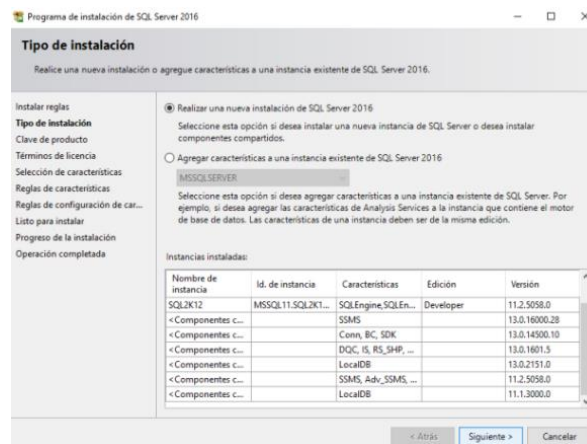 Programa de instalación de SQL Server 2016
Tipo de instalación
Realice una nueva instalación o agregue características a una instancia existente de SQL Server 2016.
Instalar reglas
Tipo de instalación
Clave de producto
Términos de licencia
Selección de características
Reglas de características
Reglas de configuración de car...
Listo para instalar
Progreso de la instalación
Operación completada
Realizar una nueva instalación de SQL Server 2016
Seleccione esta opción si desea instalar una nueva instancia de SQL Server o desea instalar
componentes compartidos.
Agregar características a una instancia existente de SQL Server 2016
MSSQLSERVER
Seleccione esta opción si desea agregar características a una instancia existente de SQL Server. Por
ejemplo, si desea agregar las características de Analysis Services a la instancia que contiene el motor
de base de datos. Las características de una instancia deben ser de la misma edición.
Instancias instaladas:
Nombre de instancia Id. de instancia Características Edición Versión
SQL2K12 MSSQL11.SQL2K1... SQLEngine,SQLEn... Developer 11.2.5058.0
<Componentes c... SSMS 13.0.16000.28
<Componentes c... Conn, BC, SDK 13.0.14500.10
<Componentes c... DQC, IS, RS_SHP, ... 13.0.1601.5
<Componentes c... LocalDB 13.0.2151.0
<Componentes c... SSMS, Adv_SSMS, ... 11.2.5058.0
<Componentes c... LocalDB 11.1.3000.0
< Atrás Siguiente > Cancelar